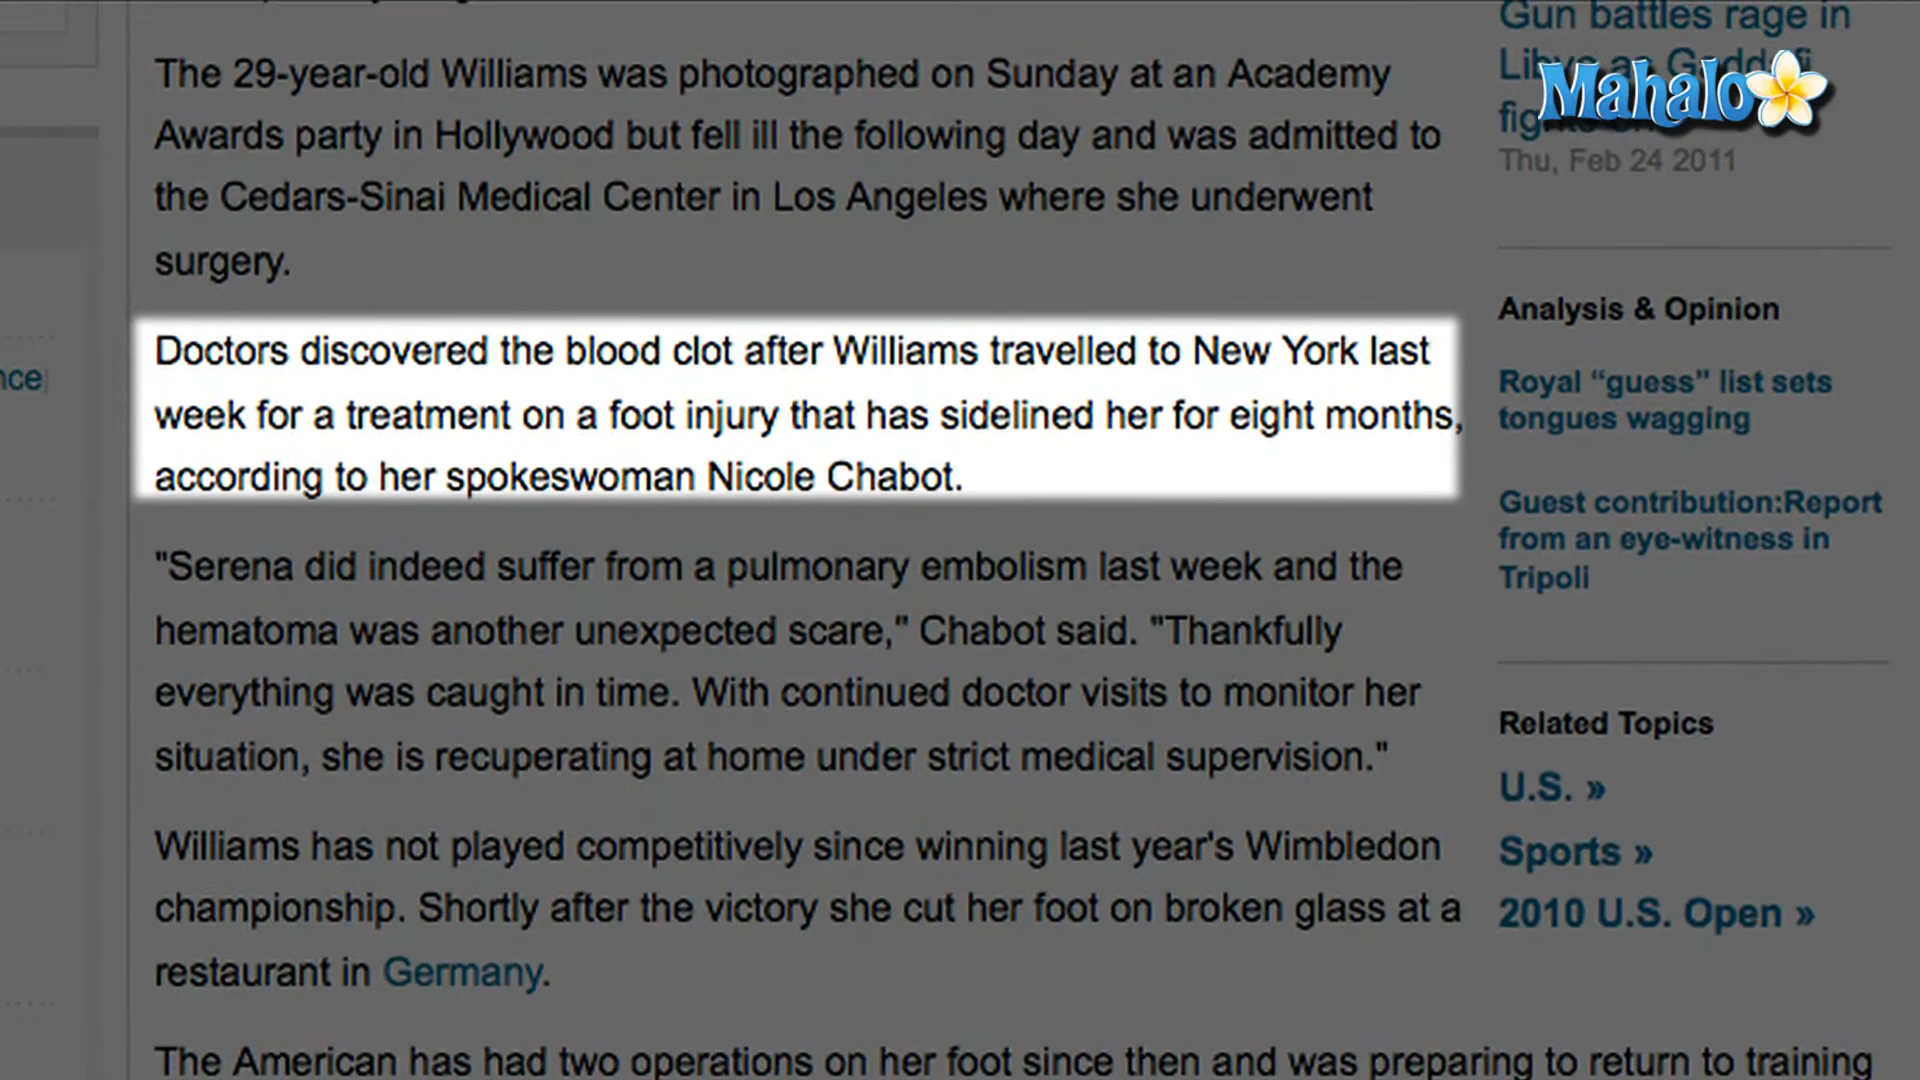 The 29-year-old Williams was photographed on Sunday at an Academy
Awards party in Hollywood but fell ill the following day and was admitted to
the Cedars-Sinai Medical Center in Los Angeles where she underwent
surgery.
Doctors discovered the blood clot after Williams travelled to New York last
week for a treatment on a foot injury that has sidelined her for eight months,
according to her spokeswoman Nicole Chabot.
"Serena did indeed suffer from a pulmonary embolism last week and the
hematoma was another unexpected scare," Chabot said. "Thankfully
everything was caught in time. With continued doctor visits to monitor her
situation, she is recuperating at home under strict medical supervision."
Williams has not played competitively since winning last year's Wimbledon
championship. Shortly after the victory she cut her foot on broken glass at a
restaurant in Germany.
The American has had two operations on her foot since then and was preparing to return to training
Gun battles rage in
Libya as Gaddafi
Mahalo
Thu, Feb 24 2011
Analysis & Opinion
Royal “guess” list sets
tongues wagging
Guest contribution:Report
from an eye-witness in
Tripoli
Related Topics
U.S. »
Sports »
2010 U.S. Open »